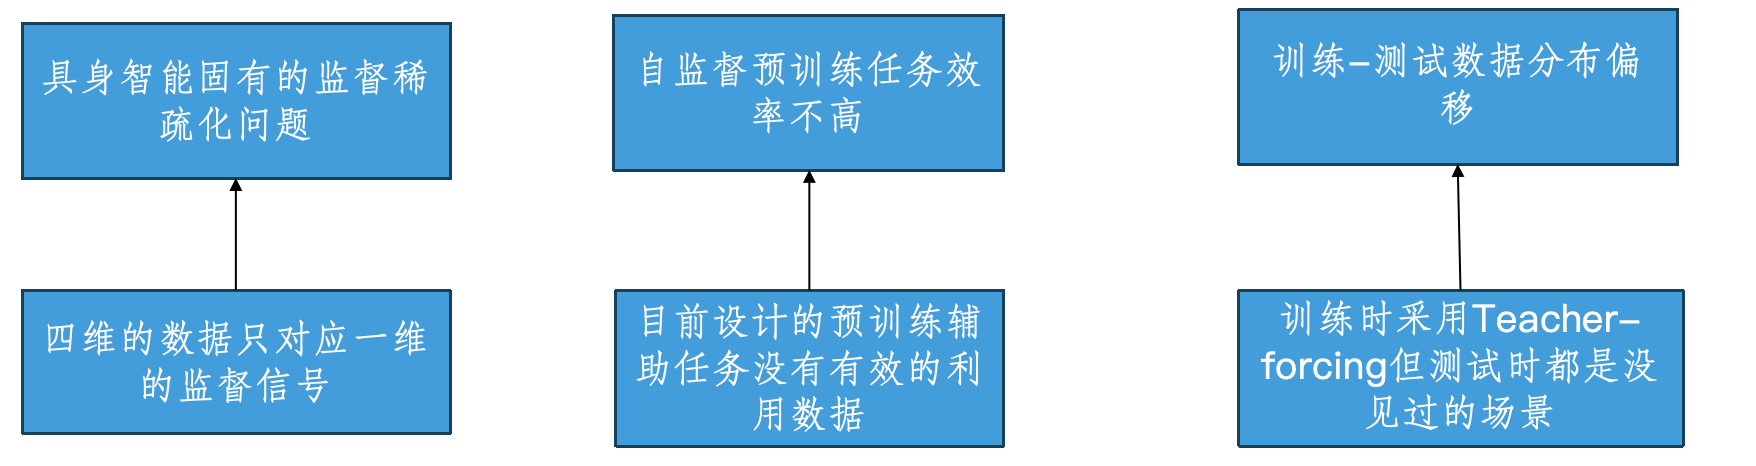 具身智能固有的监督稀
疏化问题
自监督预训练任务效
率不高
训练-测试数据分布偏
移
四维的数据只对应一维
的监督信号
目前设计的预训练辅
助任务没有有效的利
用数据
训练时采用Teacher-
forcing但测试时都是没
见过的场景